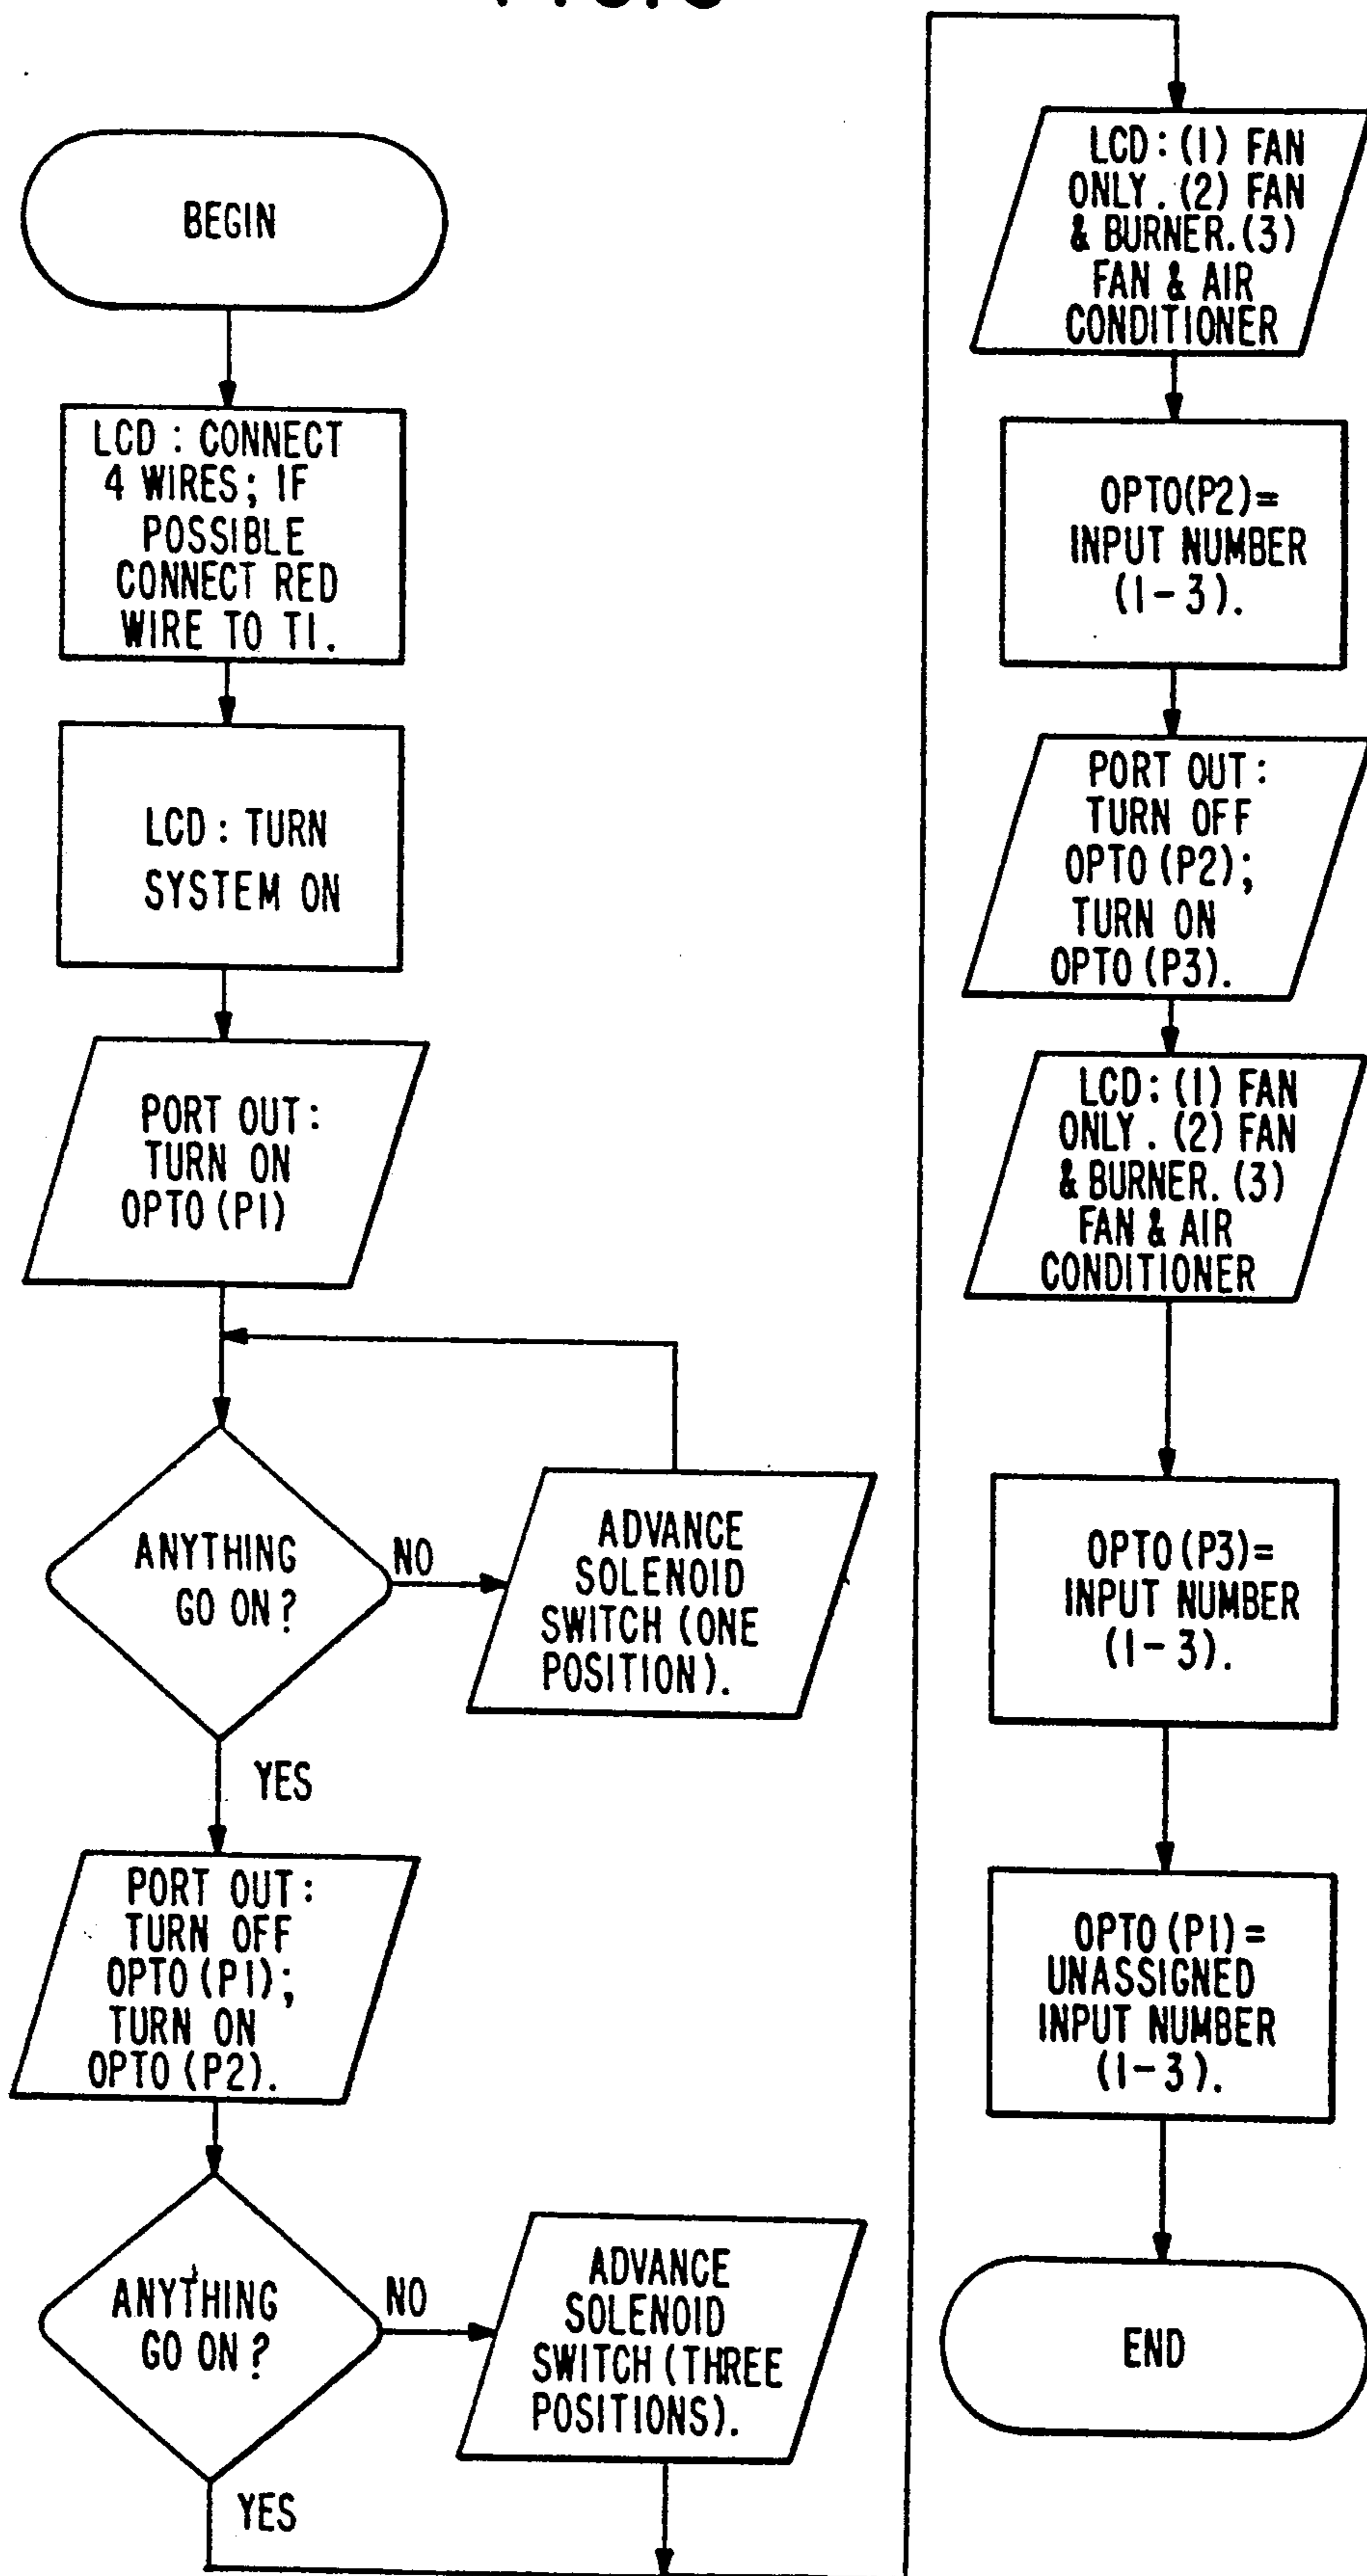 BEGIN
LCD : CONNECT
4 WIRES; IF
POSSIBLE
CONNECT RED
WIRE TO T1.
LCD : TURN
SYSTEM ON
PORT OUT:
TURN ON
OPTO (P1)
ANYTHING
GO ON?
NO
ADVANCE
SOLENOID
SWITCH (ONE
POSITION).
YES
PORT OUT:
TURN OFF
OPTO (P1);
TURN ON
OPTO (P2).
ANYTHING
GO ON?
NO
ADVANCE
SOLENOID
SWITCH (THREE
POSITIONS).
YES
LCD: (1) FAN
ONLY. (2) FAN
& BURNER. (3)
FAN & AIR
CONDITIONER
OPTO(P2)=
INPUT NUMBER
(1-3).
PORT OUT:
TURN OFF
OPTO (P2);
TURN ON
OPTO (P3).
LCD: (1) FAN
ONLY. (2) FAN
& BURNER. (3)
FAN & AIR
CONDITIONER
OPTO (P3)=
INPUT NUMBER
(1-3).
OPTO (P1)=
UNASSIGNED
INPUT NUMBER
(1-3).
END